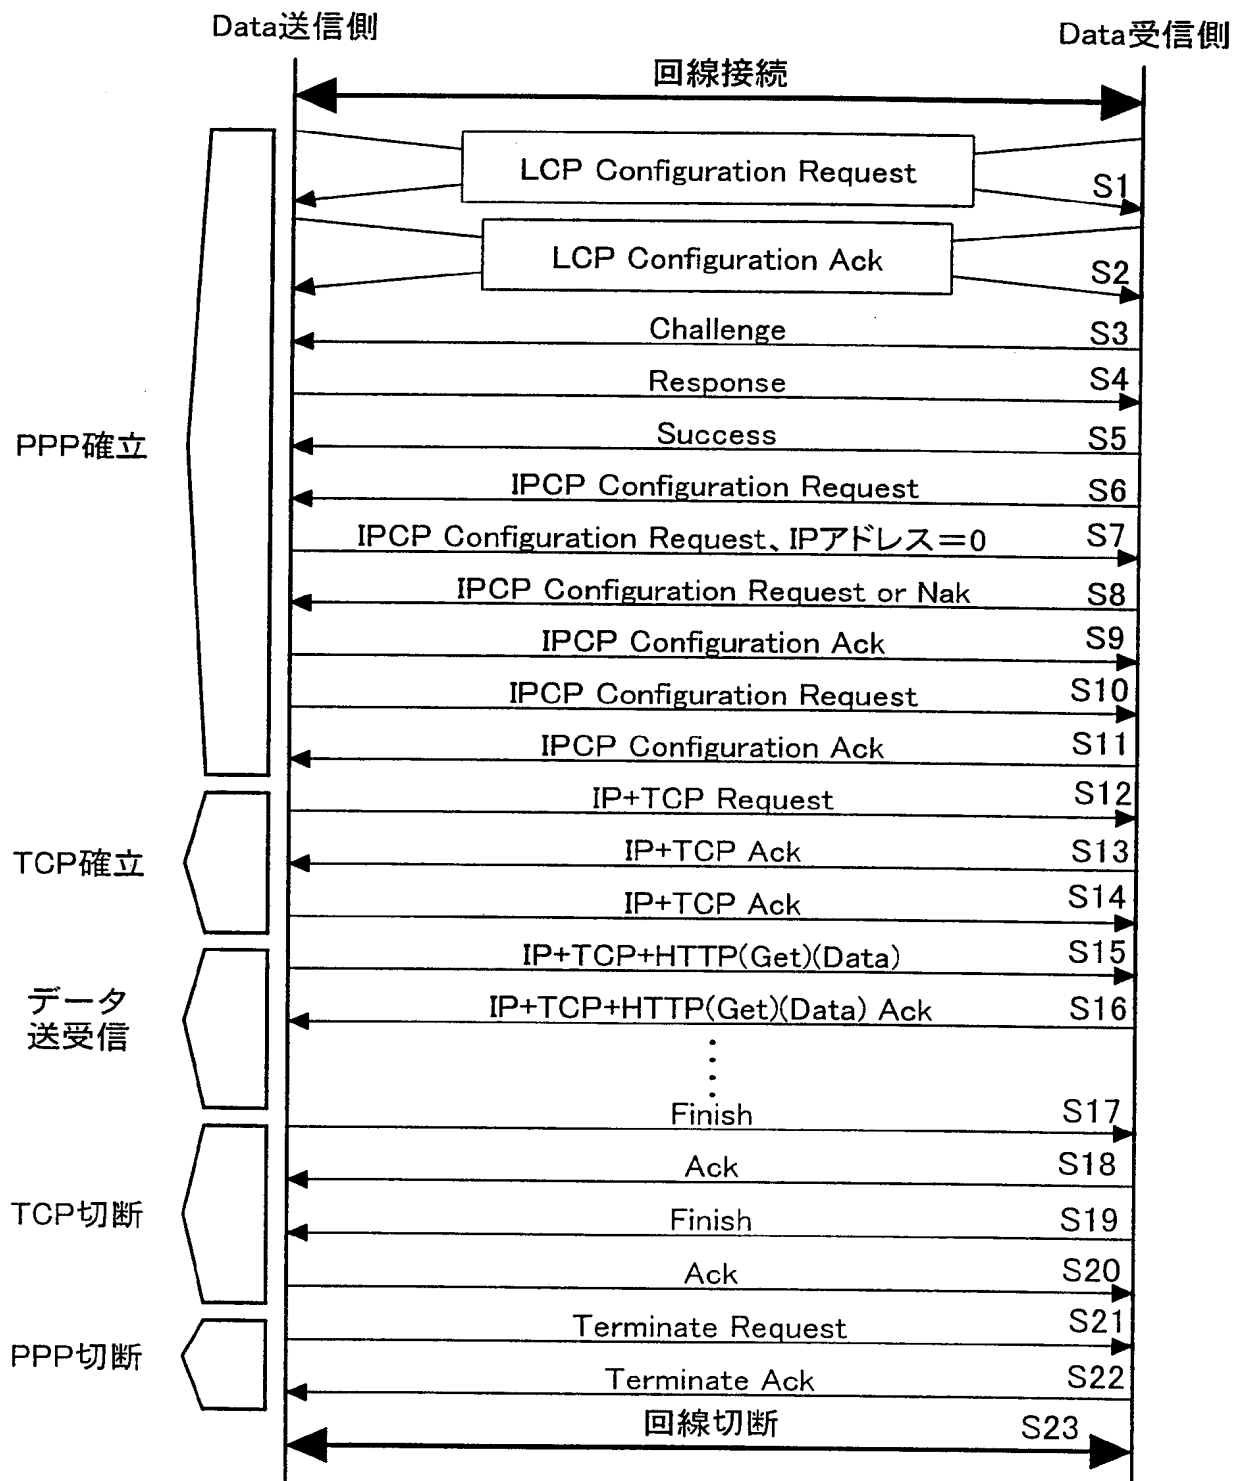 Data送信側
Data受信側
回線接続
LCP Configuration Request
S1
LCP Configuration Ack
S2
Challenge
S3
Response
S4
PPP確立
Success
S5
IPCP Configuration Request
S6
IPCP Configuration Request、IPアドレス=0
S7
IPCP Configuration Request or Nak
S8
IPCP Configuration Ack
S9
IPCP Configuration Request
S10
IPCP Configuration Ack
S11
IP+TCP Request
S12
TCP確立
IP+TCP Ack
S13
IP+TCP Ack
S14
IP+TCP+HTTP(Get)(Data)
S15
データ
送受信
IP+TCP+HTTP(Get)(Data) Ack
S16
Finish
S17
Ack
S18
TCP切断
Finish
S19
Ack
S20
Terminate Request
S21
PPP切断
Terminate Ack
S22
回線切断
S23